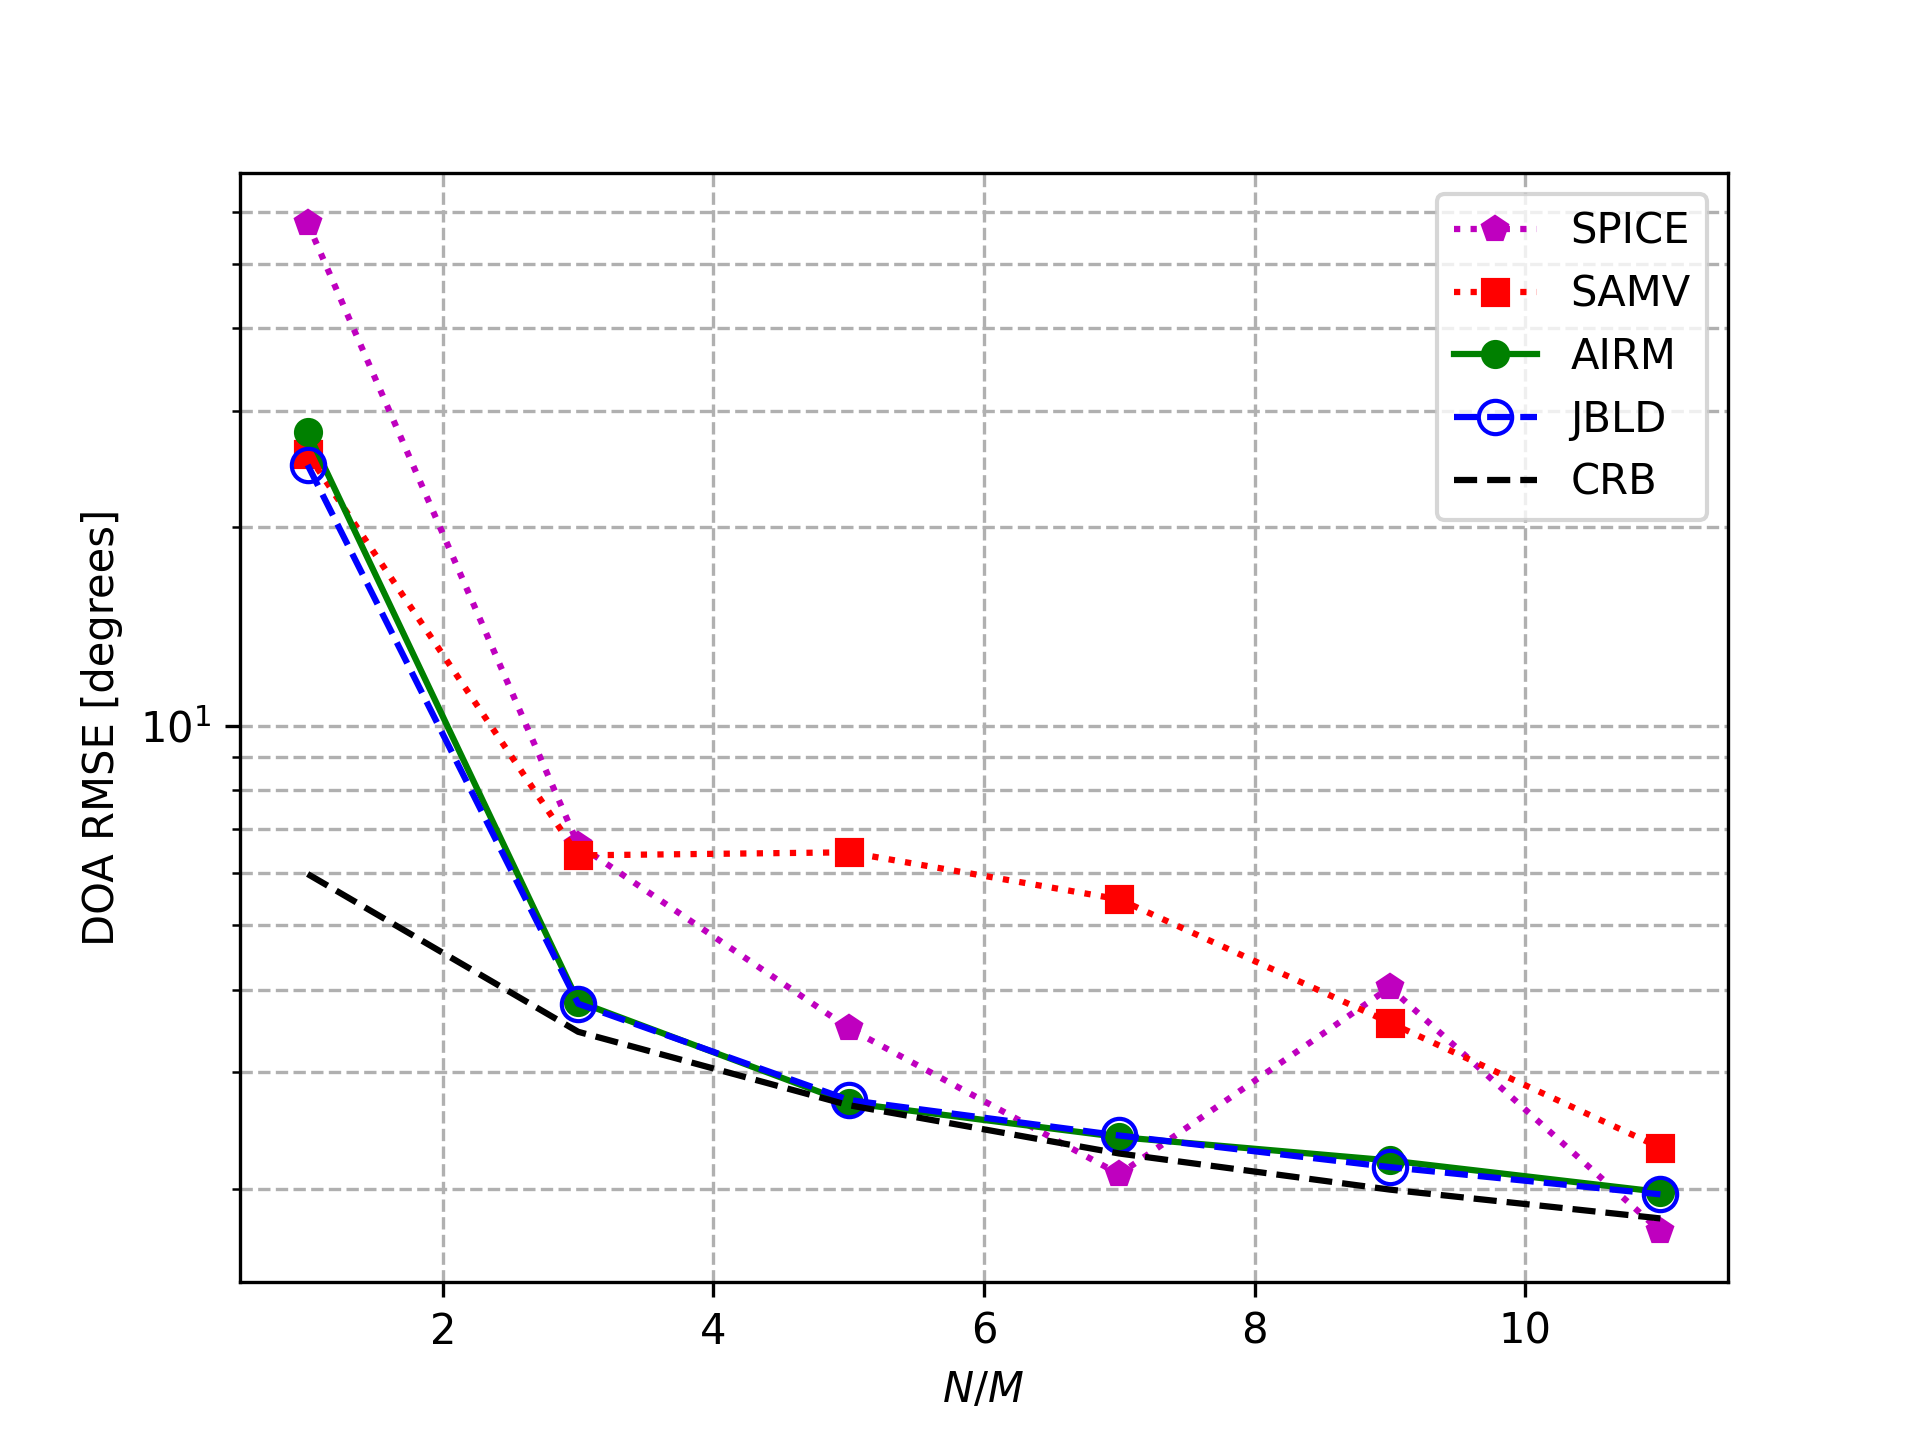 SPICE
SAMV
AIRM
JBLD
CRB
DOA RMSE [degrees]
10¹
2 4 6 8 10
N/M